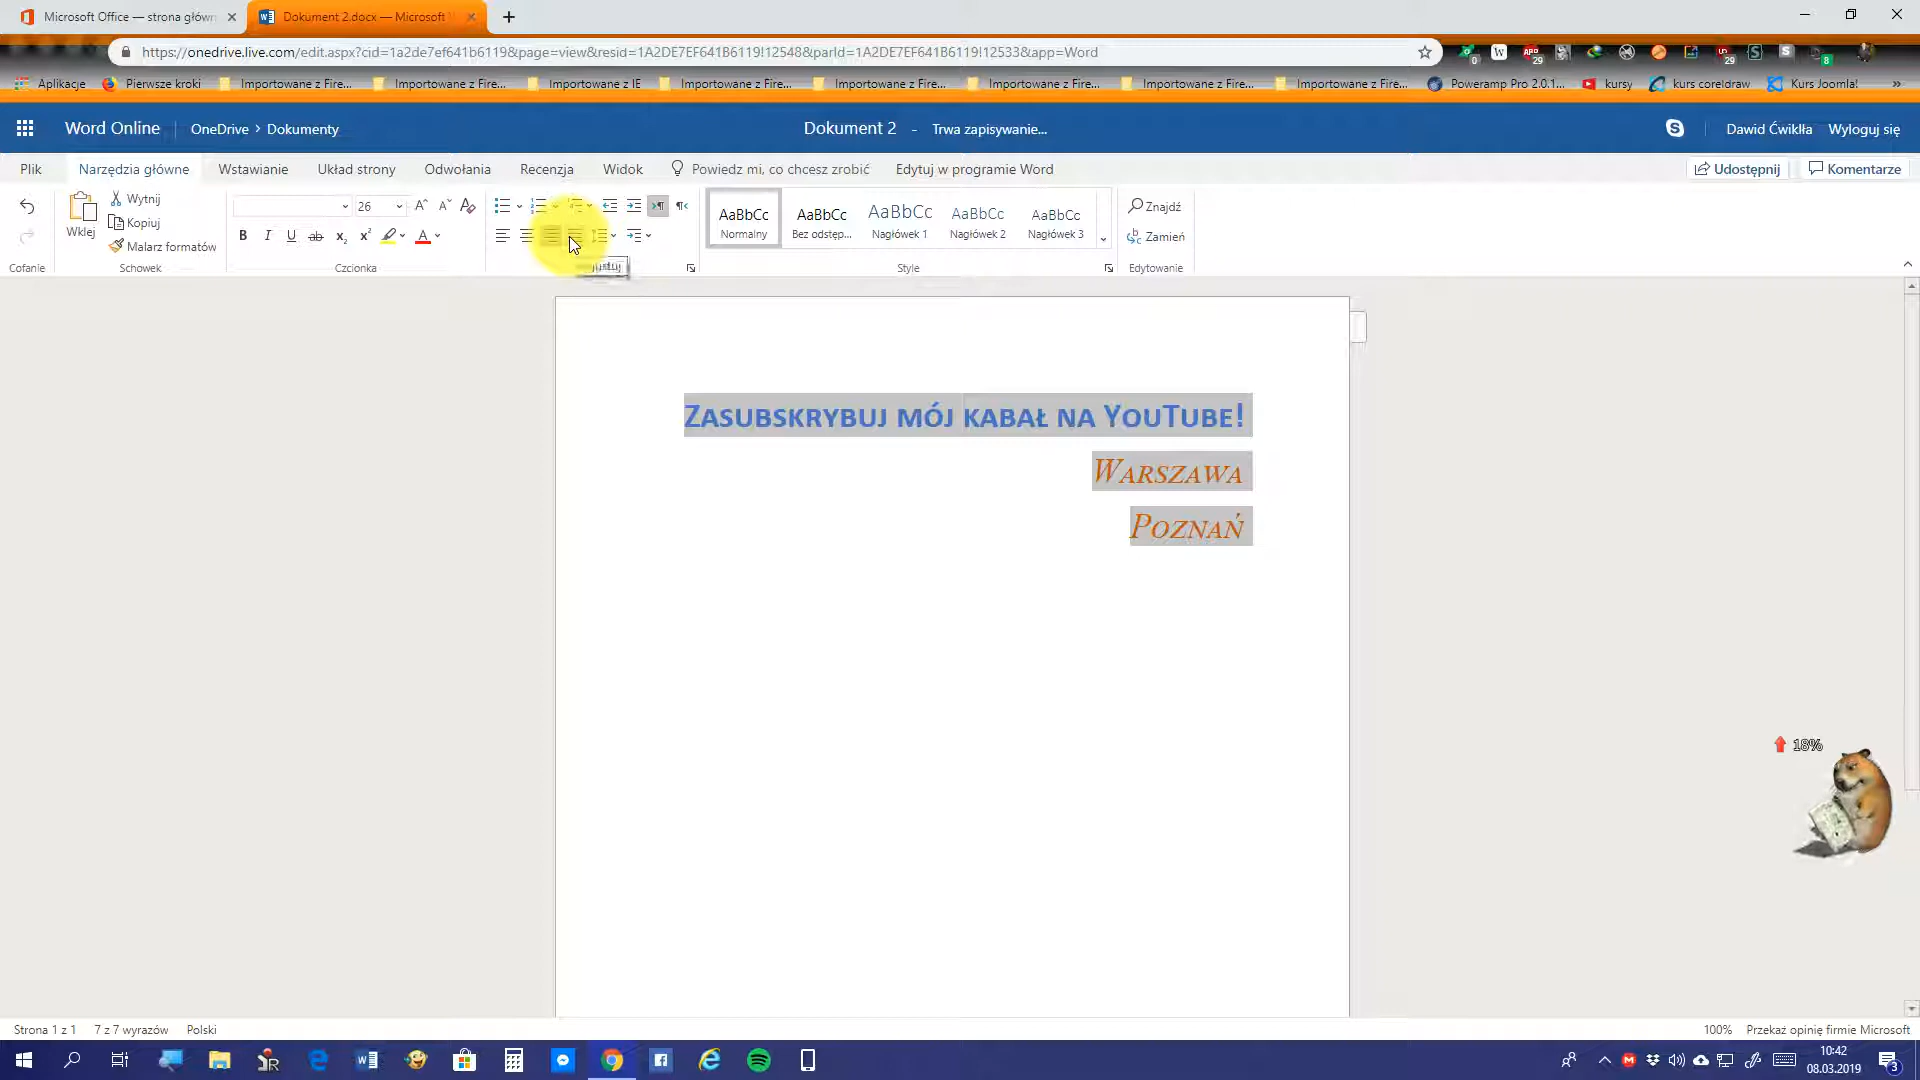 Microsoft Office — strona główn
Dokument 2.docx — Microsoft
https://onedrive.live.com/edit.aspx?cid=1a2de7ef641b6119&page=view&resid=1A2DE7EF641B6119!12548&parId=1A2DE7EF641B6119!12533&app=Word
0
29
29
8
Aplikacje
Pierwsze kroki
Importowane z Fire...
Importowane z Fire...
Importowane z IE
Importowane z Fire...
Importowane z Fire...
Importowane z Fire...
Importowane z Fire...
Importowane z Fire...
Poweramp Pro 2.0.1...
kursy
kurs coreldraw
Kurs Joomla!
»
Word Online
OneDrive > Dokumenty
Dokument 2 - Trwa zapisywanie...
Dawid Ćwikłła
Wyloguj się
Plik
Narzędzia główne
Wstawianie
Układ strony
Odwołania
Recenzja
Widok
Powiedz mi, co chcesz zrobić
Edytuj w programie Word
Udostępnij
Komentarze
Wklej
Wytnij
Kopiuj
Malarz formatów
26
AaBbCc
Normalny
AaBbCc
Bez odstęp...
AaBbCc
Nagłówek 1
AaBbCc
Nagłówek 2
AaBbCc
Nagłówek 3
Znajdź
Zamień
Cofanie
Schowek
Czcionka
Style
Edytowanie
Zasubskrybuj mój kabał na YouTube!
Warszawa
Poznań
18%
Strona 1 z 1
7 z 7 wyrazów
Polski
100%
Przekaż opinię firmie Microsoft
10:42
08.03.2019
3